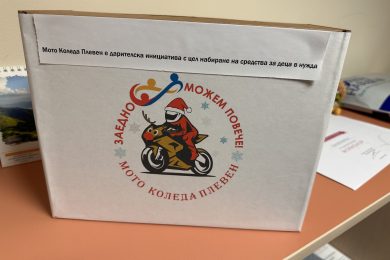 Мото Коледа Плевен е дарителска инициатива с цел набиране на средства за деца в нужда
ЗАЕДНО МОЖЕМ ПОВЕЧЕ!
МОТО КОЛЕДА ПЛЕВЕН